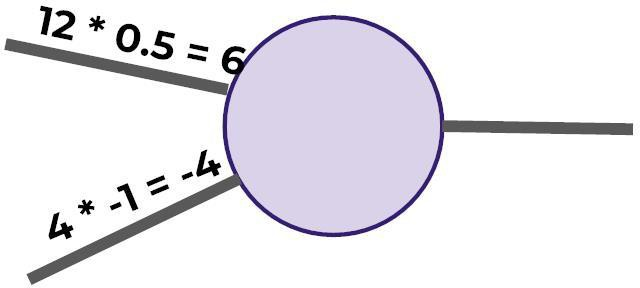 12 * 0.5 = 6
4 * -1 = -4